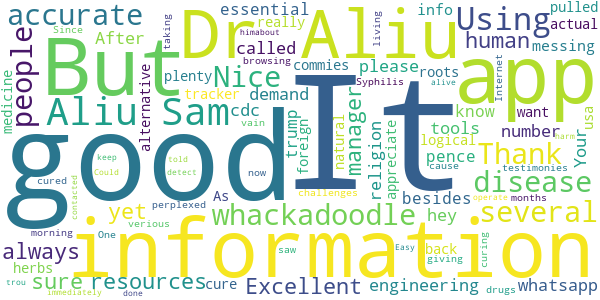 accurate
Dr Aliu
essential
info
pulled
Using
Since
After
really
taking
actual
called
browsing
living
human
messing
But
Nice
plenty
commies
please
Syphilis
Internet
alive
people
roots
app
medicine
alternative
tracker
demand
manager
Aliu Sam
cdc
know
want
usa
himabout
vain
trump
foreign
natural
religion
appreciate
tools
number
Your
good
It
logical
keep
told
pence
Thank
Could
detect
now
'cause
testimonies
harm
cured
As
disease
contacted
yet
perplexed
whackadoodle
hey
besides
several
One
verious
challenges
months
operate
morning
saw
back
Easy
curing
always
information
giving
drugs
herbs
sure
resources
cure
Excellent
engineering
whatsapp
immediately
done
trou